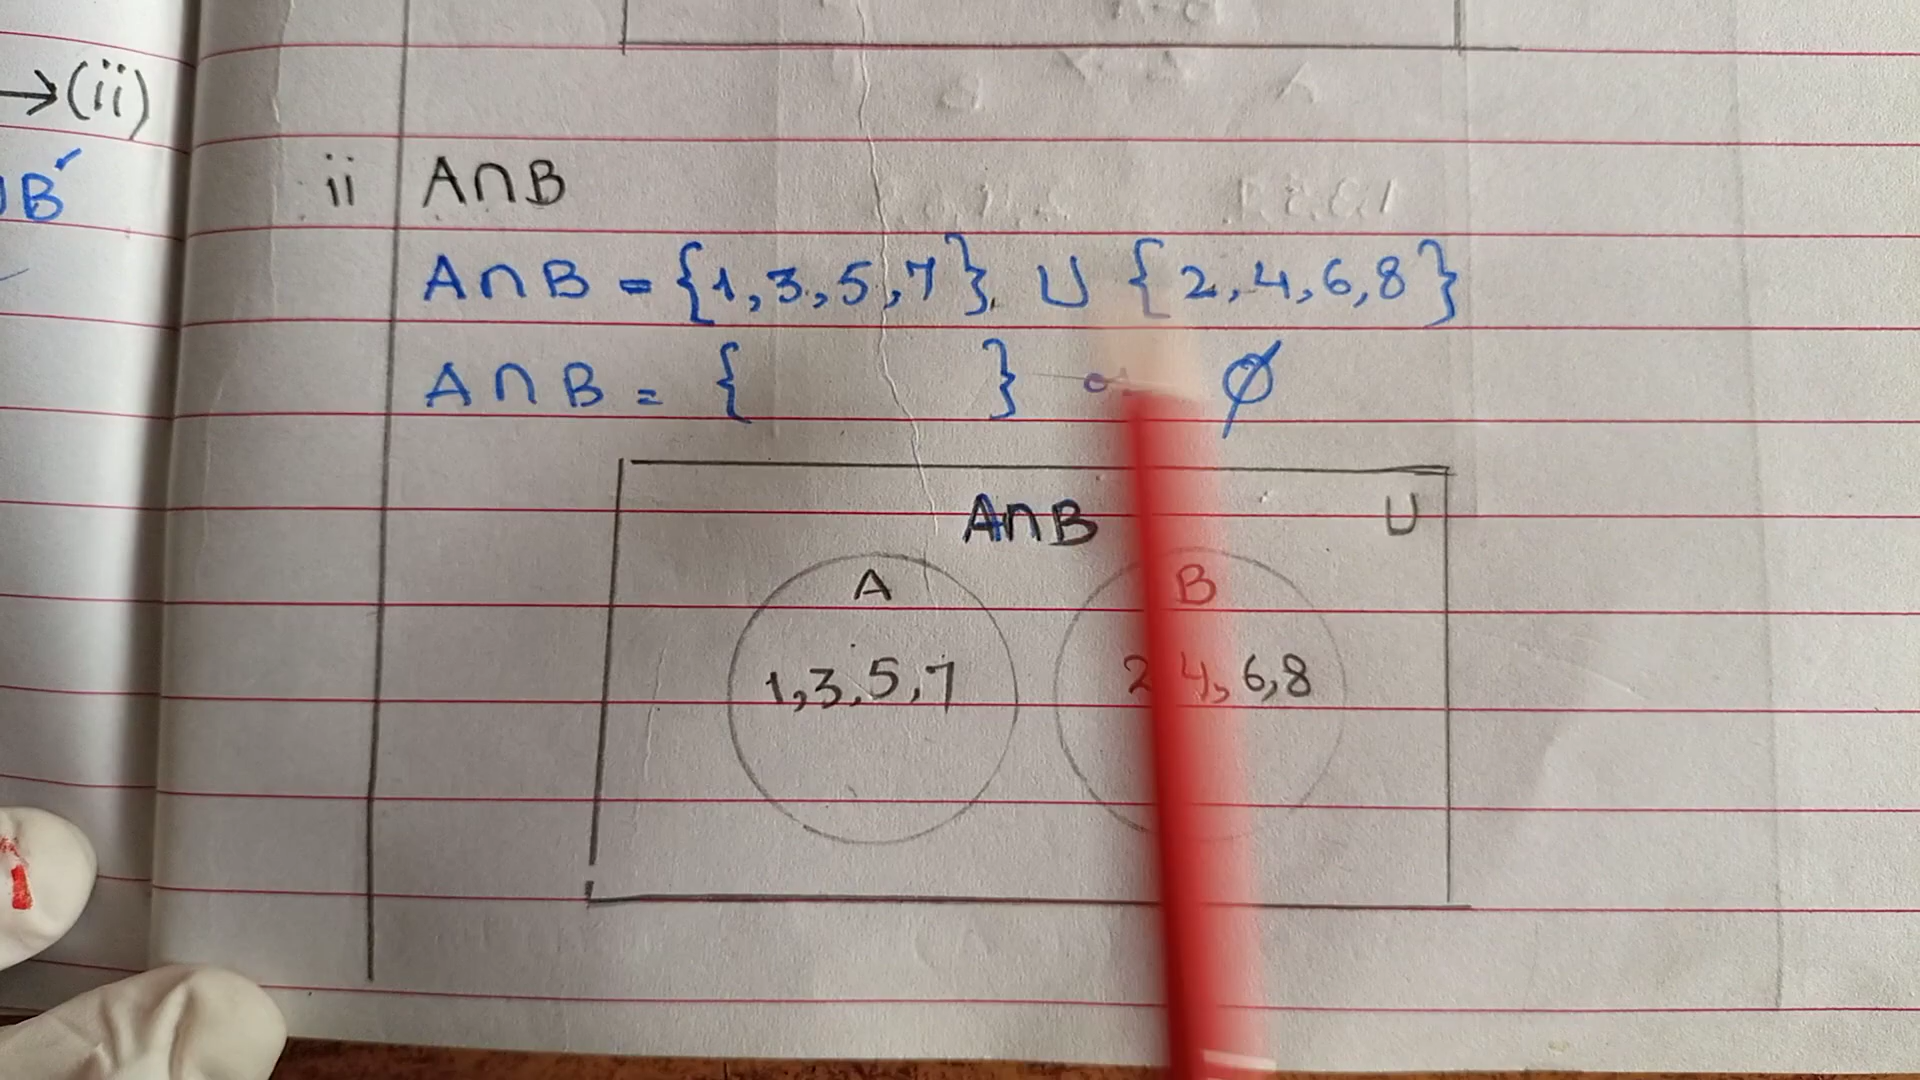 →(ii)
B
ii A∩B
A∩B = {1,3,5,7} ∪ {2,4,6,8}
A∩B = { } or ∅
A∩B U
A B
1,3,5,7 2 4,6,8